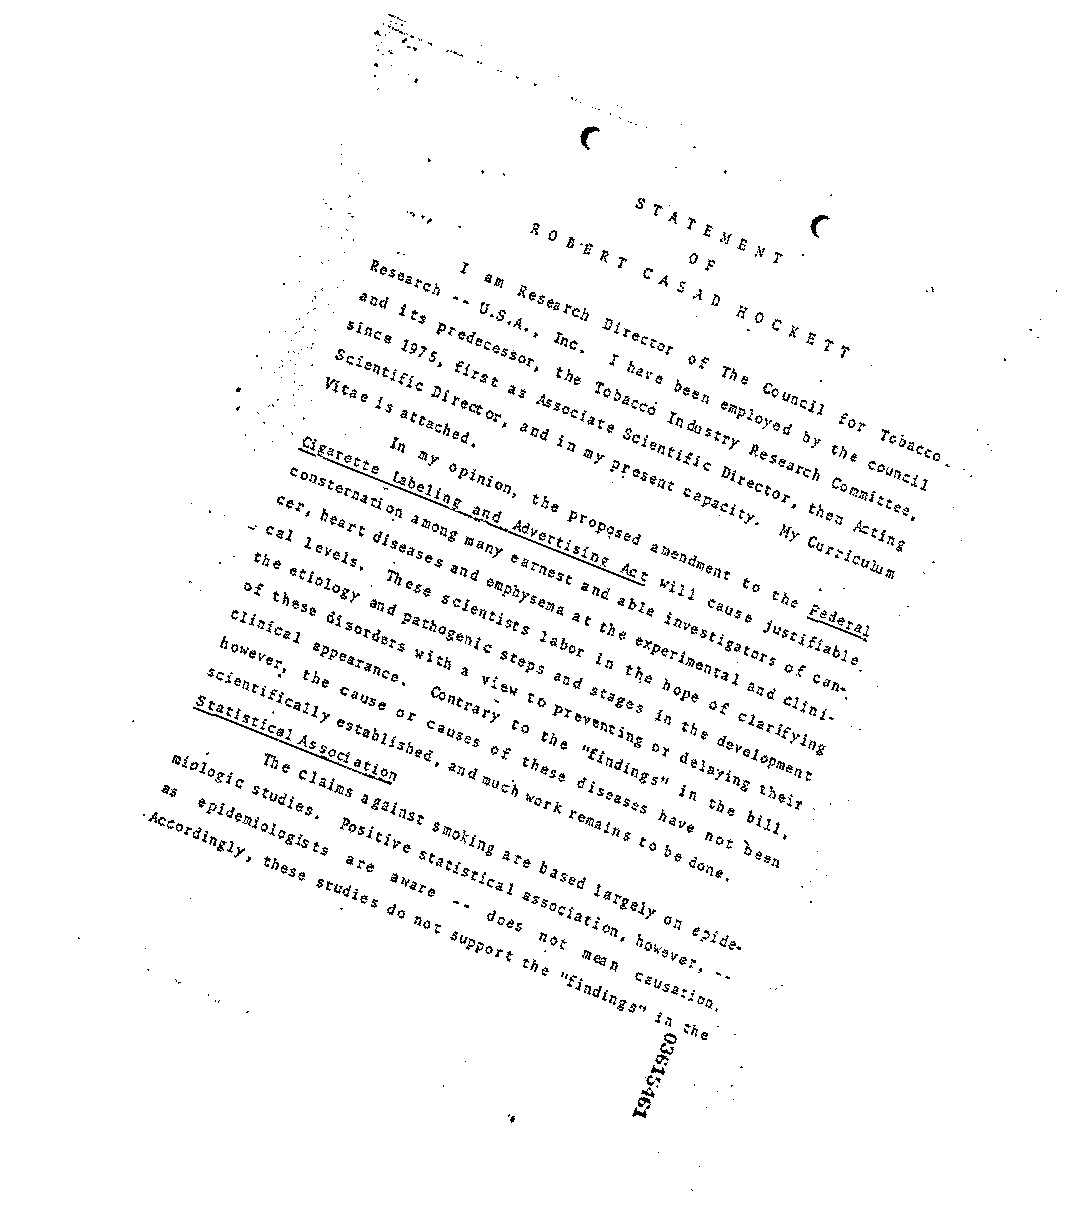 STATEMENT
OF
ROBERT CASAD HOCKETT
I am Research Director of The Council for Tobacco
Research -- U.S.A., Inc. I have been employed by the council
and its predecessor, the Tobacco Industry Research Committee,
since 1975, first as Associate Scientific Director, then Acting
Scientific Director, and in my present capacity. My Curriculum
Vitae is attached.
In my opinion, the proposed amendment to the Federal
Cigarette Labeling and Advertising Act will cause justifiable
consternation among many earnest and able investigators of can-
cer, heart diseases and emphysema at the experimental and clini-
cal levels. These scientists labor in the hope of clarifying
the etiology and pathogenic steps and stages in the development
of these disorders with a view to preventing or delaying their
clinical appearance. Contrary to the "findings" in the bill,
however, the cause or causes of these diseases have not been
scientifically established, and much work remains to be done.
Statistical Association
The claims against smoking are based largely on epide-
miologic studies. Positive statistical association, however, --
as epidemiologists are aware -- does not mean causation.
Accordingly, these studies do not support the "findings" in the
03615461